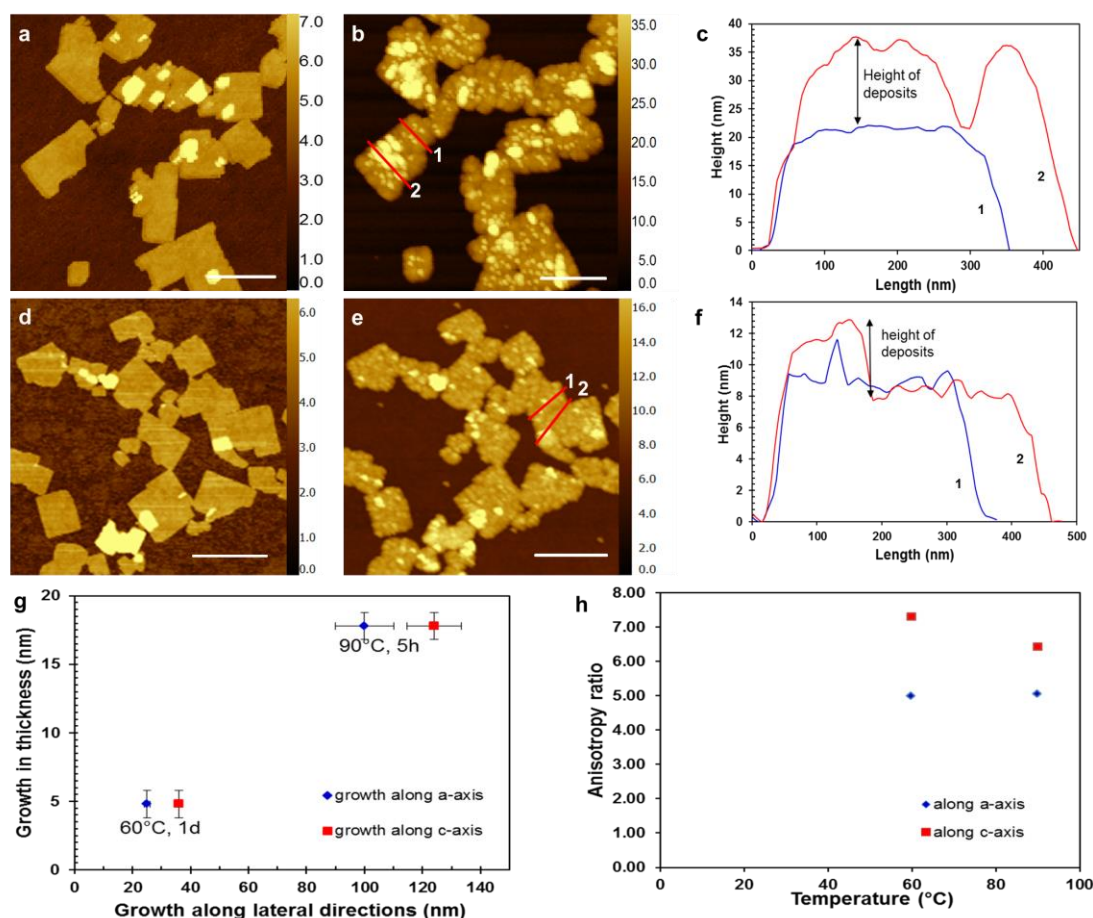 a
7.0
6.0
5.0
4.0
3.0
2.0
1.0
0.0
b
1
2
35.0
30.0
25.0
20.0
15.0
10.0
5.0
0.0
c
40
35
30
25
20
15
10
5
0
Height (nm)
Height of
deposits
2
1
0 100 200 300 400
Length (nm)
d
6.0
5.0
4.0
3.0
2.0
1.0
0.0
e
1
2
16.0
14.0
12.0
10.0
8.0
6.0
4.0
2.0
0.0
f
14
12
10
8
6
4
2
0
Height (nm)
height of
deposits
1
2
0 100 200 300 400 500
Length (nm)
g
20
15
10
5
0
Growth in thickness (nm)
90°C, 5h
60°C, 1d
growth along a-axis
growth along c-axis
0 20 40 60 80 100 120 140
Growth along lateral directions (nm)
h
8.00
7.00
6.00
5.00
4.00
3.00
2.00
1.00
0.00
Anisotropy ratio
along a-axis
along c-axis
0 20 40 60 80 100
Temperature (°C)